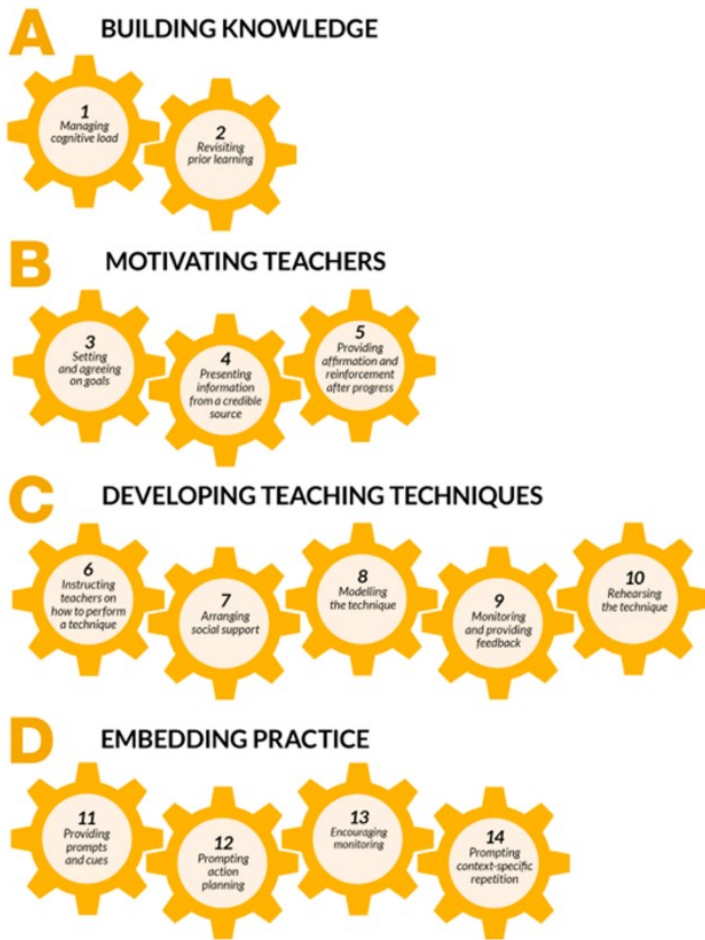 A BUILDING KNOWLEDGE
1
Managing
cognitive load
2
Revisiting
prior learning
B MOTIVATING TEACHERS
3
Setting
and agreeing
on goals
4
Presenting
information
from a credible
source
5
Providing
affirmation and
reinforcement
after progress
C DEVELOPING TEACHING TECHNIQUES
6
Instructing
teachers on
how to perform
a technique
7
Arranging
social support
8
Modelling
the technique
9
Monitoring
and providing
feedback
10
Rehearsing
the technique
D EMBEDDING PRACTICE
11
Providing
prompts
and cues
12
Prompting
action
planning
13
Encouraging
monitoring
14
Prompting
context-specific
repetition